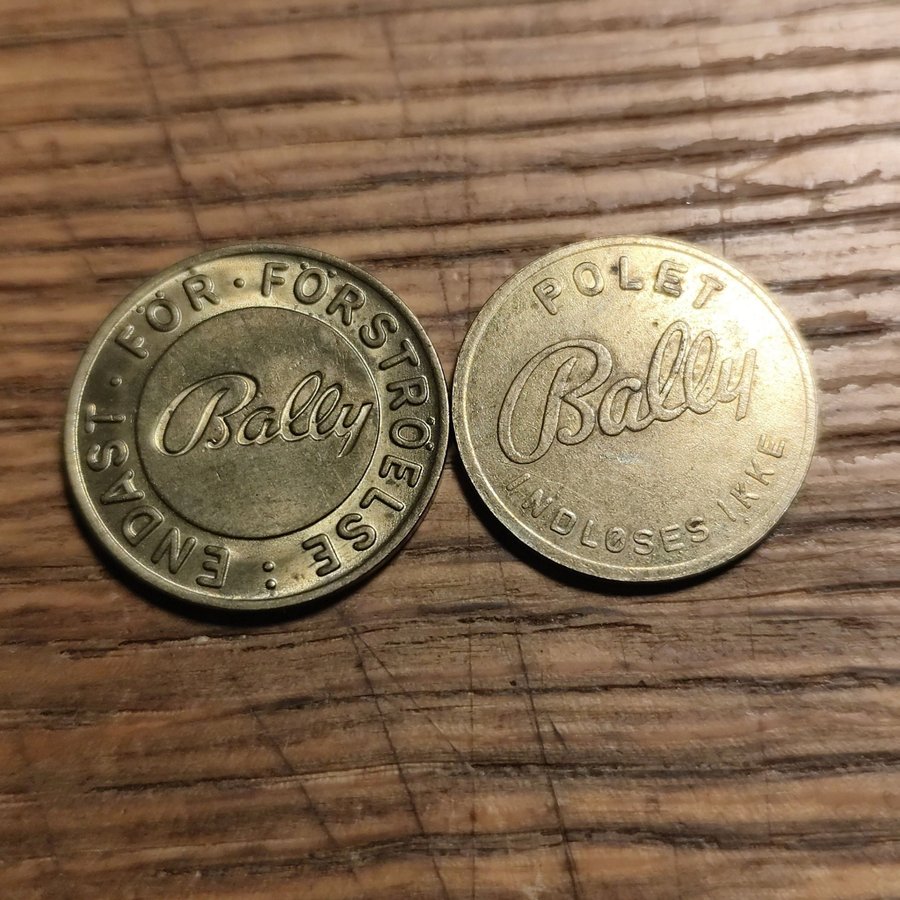 ENDAST · FÖR · FÖRSTRÖELSE :
Bally
POLET
Bally
INDLØSES IKKE